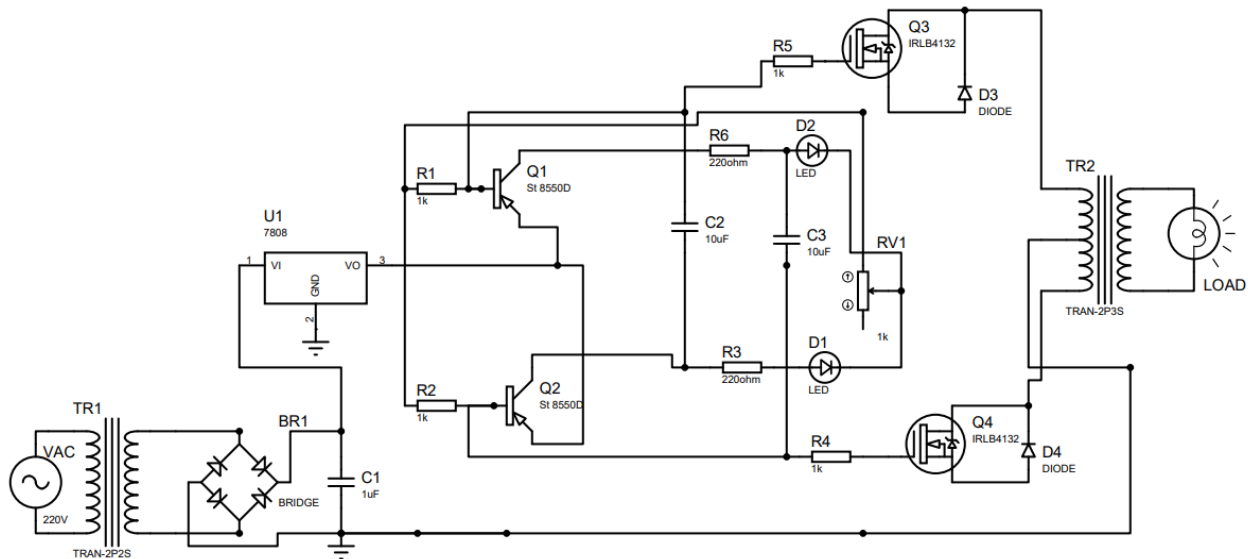 Q3
IRLB4132
R5
1k
D3
DIODE
R6
220ohm
D2
LED
TR2
TRAN-2P3S
LOAD
R1
1k
Q1
St 8550D
C2
10uF
C3
10uF
RV1
1k
U1
7808
1
VI
VO
3
GND
2
R3
220ohm
D1
LED
R2
1k
Q2
St 8550D
Q4
IRLB4132
R4
1k
D4
DIODE
TR1
TRAN-2P2S
VAC
220V
BR1
BRIDGE
C1
1uF